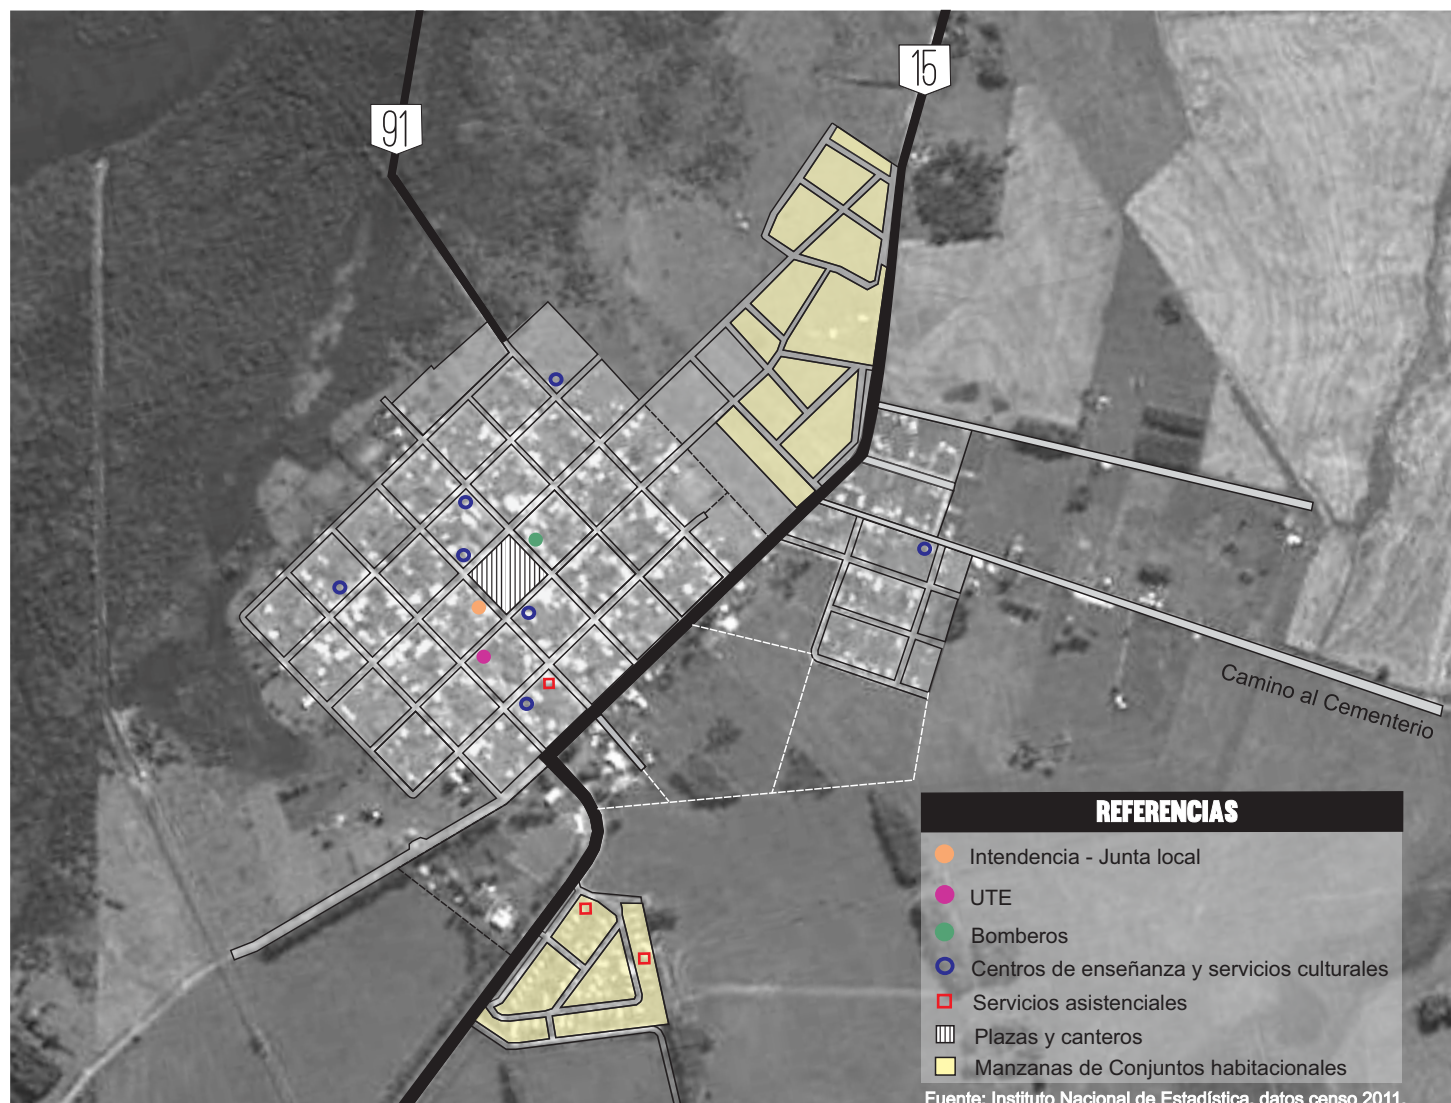 15
91
Camino al Cementerio
REFERENCIAS
Intendencia - Junta local
UTE
Bomberos
Centros de enseñanza y servicios culturales
Servicios asistenciales
Plazas y canteros
Manzanas de Conjuntos habitacionales
Fuente: Instituto Nacional de Estadística, datos censo 2011.